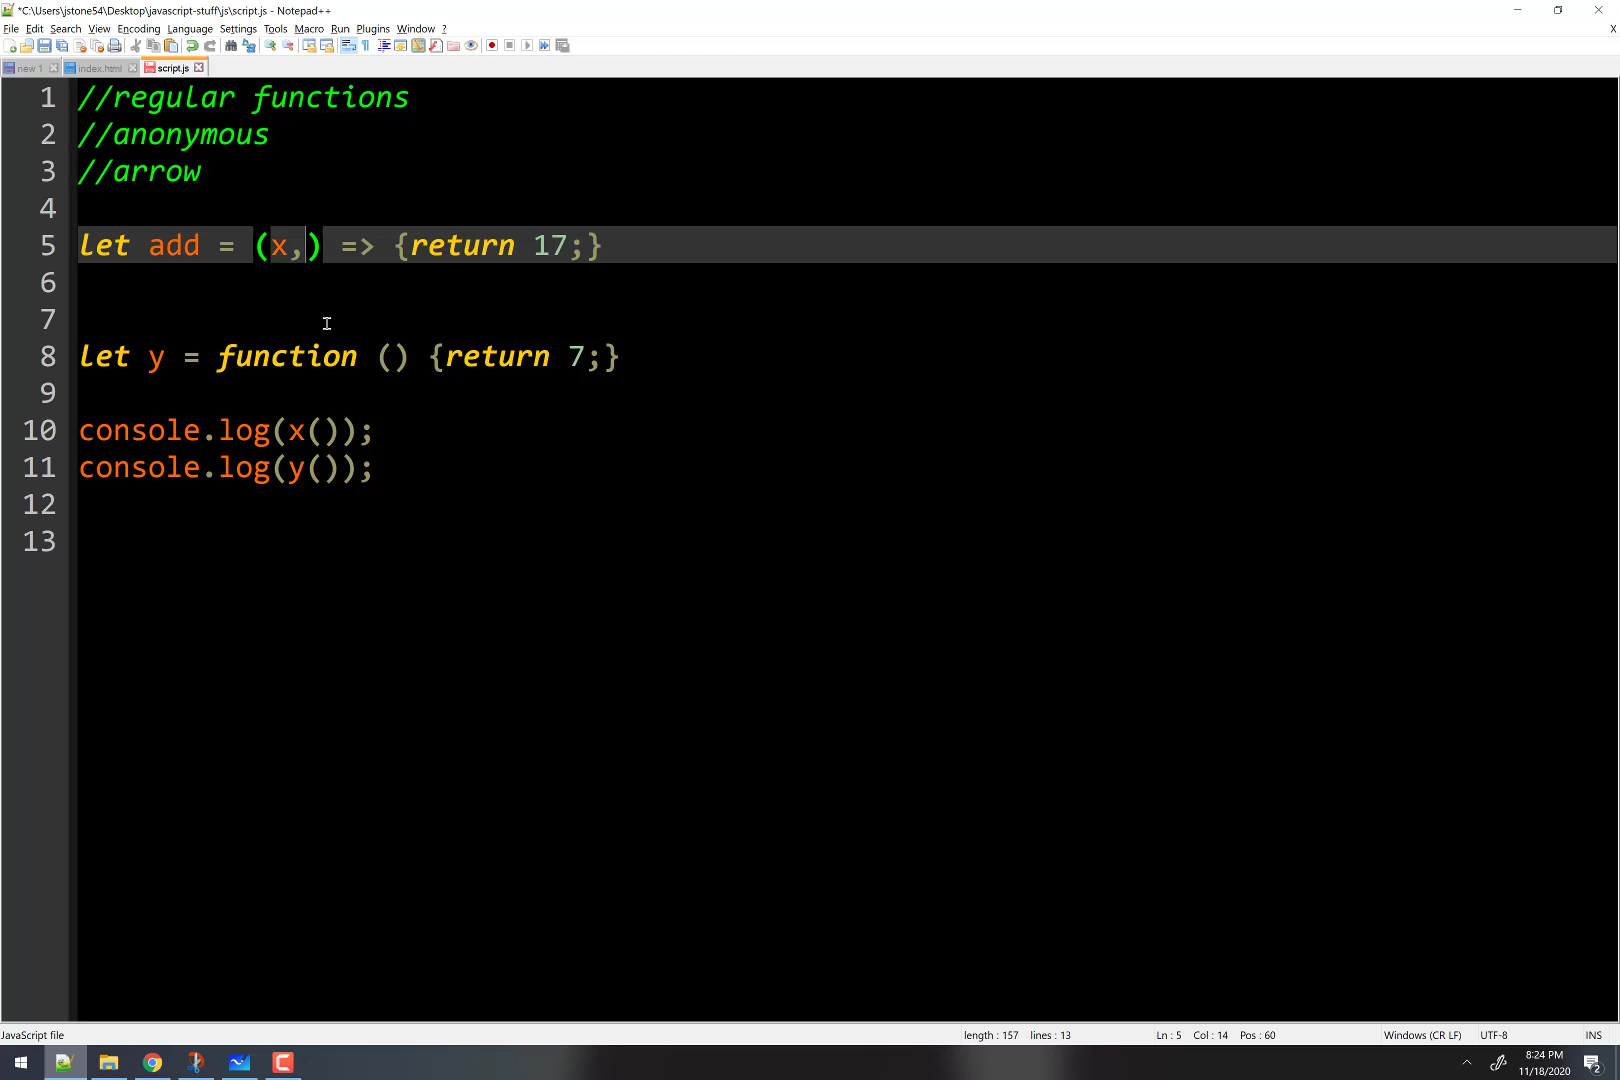 *C:\Users\jstone54\Desktop\javascript-stuff\js\script.js - Notepad++
File Edit Search View Encoding Language Settings Tools Macro Run Plugins Window ? X
new 1 index.html script.js
1 //regular functions
2 //anonymous
3 //arrow
4
5 let add = (x,) => {return 17;}
6
7
8 let y = function () {return 7;}
9
10 console.log(x());
11 console.log(y());
12
13
JavaScript file length : 157 lines : 13 Ln : 5 Col : 14 Pos : 60 Windows (CR LF) UTF-8 INS
8:24 PM
11/18/2020
2